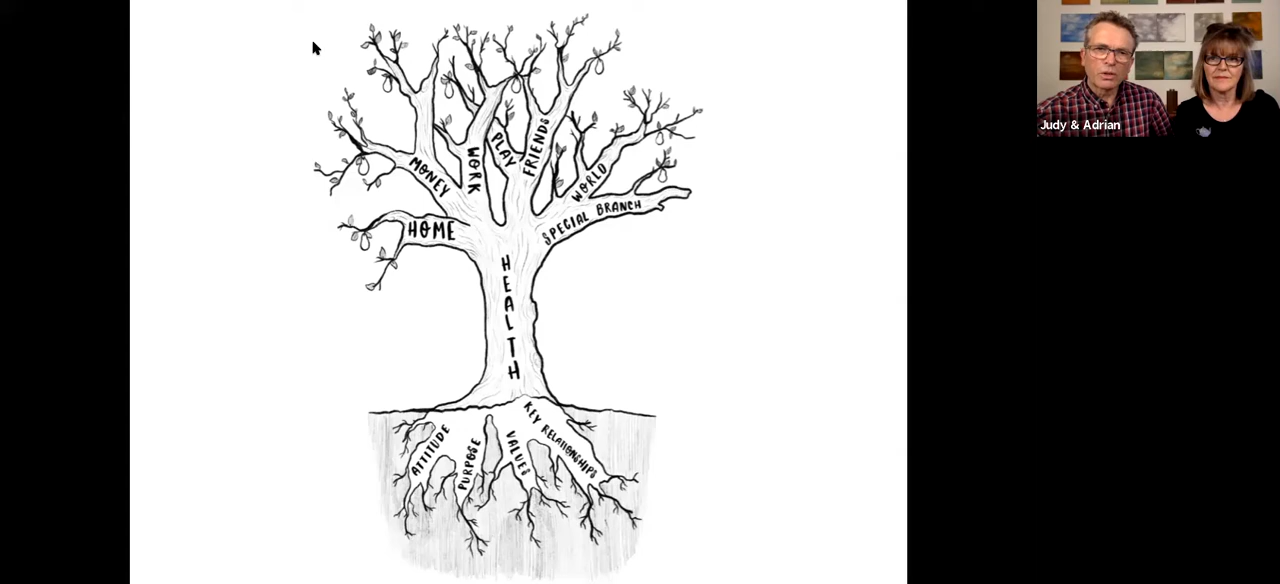 Judy & Adrian
MONEY
WORK
PLAY
FRIENDS
WORLD
HOME
SPECIAL BRANCH
HEALTH
ATTITUDE
PURPOSE
VALUES
KEY RELATIONSHIPS